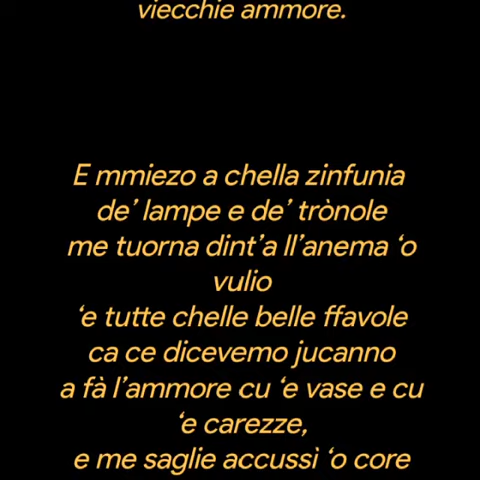 viecchie ammore.
E mmiezo a chella zinfunia
de' lampe e de' trònole
me tuorna dint'a ll'anema ‘o
vulio
‘e tutte chelle belle ffavole
ca ce dicevemo jucanno
a fà l'ammore cu ‘e vase e cu
‘e carezze,
e me saglie accussì ‘o core